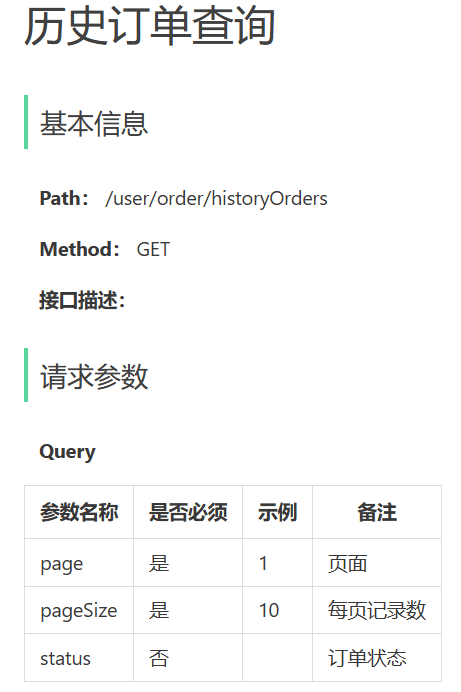 历史订单查询
基本信息
Path： /user/order/historyOrders
Method： GET
接口描述：
请求参数
Query
参数名称 是否必须 示例 备注
page 是 1 页面
pageSize 是 10 每页记录数
status 否 订单状态